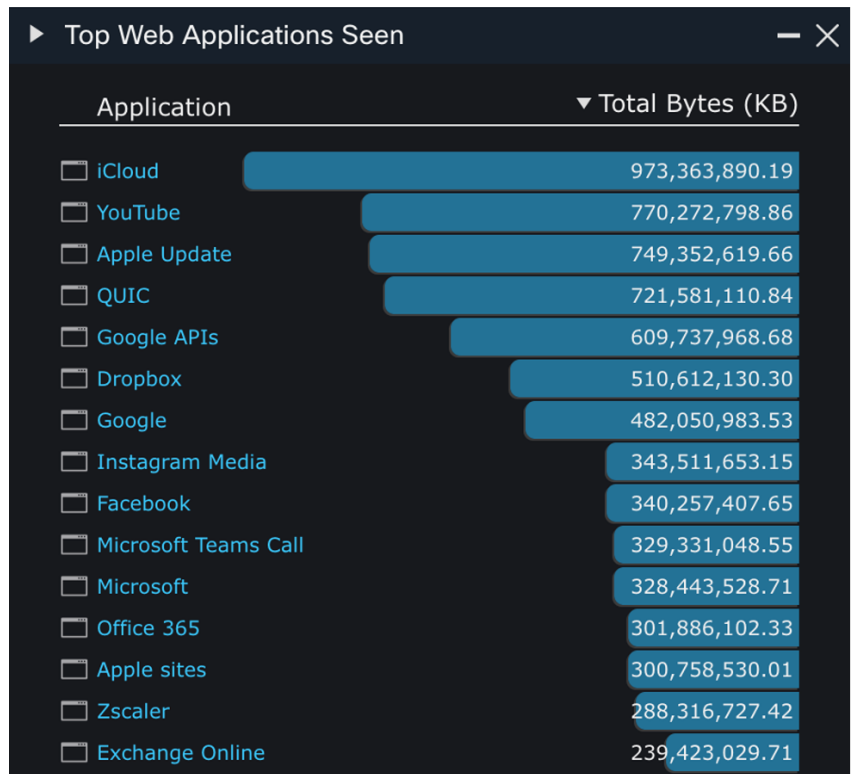 Top Web Applications Seen
Application ▼ Total Bytes (KB)
iCloud 973,363,890.19
YouTube 770,272,798.86
Apple Update 749,352,619.66
QUIC 721,581,110.84
Google APIs 609,737,968.68
Dropbox 510,612,130.30
Google 482,050,983.53
Instagram Media 343,511,653.15
Facebook 340,257,407.65
Microsoft Teams Call 329,331,048.55
Microsoft 328,443,528.71
Office 365 301,886,102.33
Apple sites 300,758,530.01
Zscaler 288,316,727.42
Exchange Online 239,423,029.71